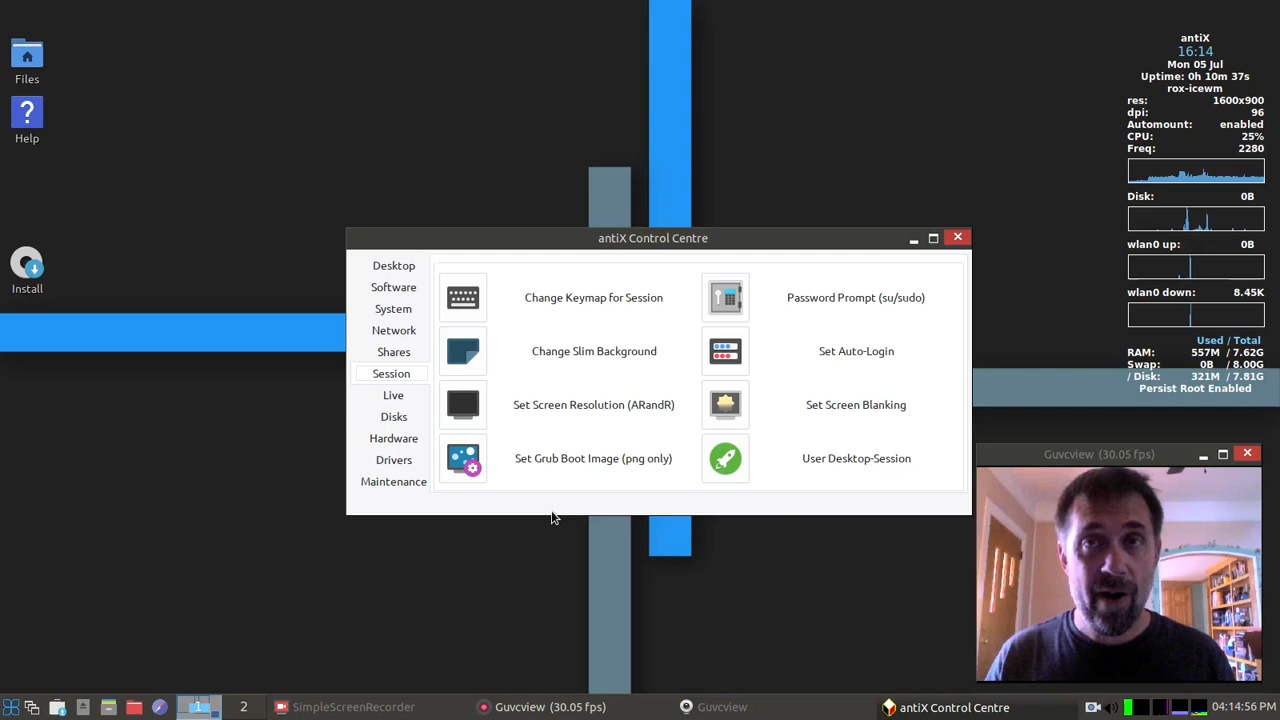 Files
Help
Install
antiX
16:14
Mon 05 Jul
Uptime: 0h 10m 37s
rox-icewm
res: 1600x900
dpi: 96
Automount: enabled
CPU: 25%
Freq: 2280
Disk: 0B
wlan0 up: 0B
wlan0 down: 8.45K
Used / Total
RAM: 557M / 7.62G
Swap: 0B / 8.00G
/ Disk: 321M / 7.81G
Persist Root Enabled
antiX Control Centre
Desktop
Software
System
Network
Shares
Session
Live
Disks
Hardware
Drivers
Maintenance
Change Keymap for Session
Password Prompt (su/sudo)
Change Slim Background
Set Auto-Login
Set Screen Resolution (ARandR)
Set Screen Blanking
Set Grub Boot Image (png only)
User Desktop-Session
Guvcview (30.05 fps)
1
2
SimpleScreenRecorder
Guvcview (30.05 fps)
Guvcview
antiX Control Centre
04:14:56 PM